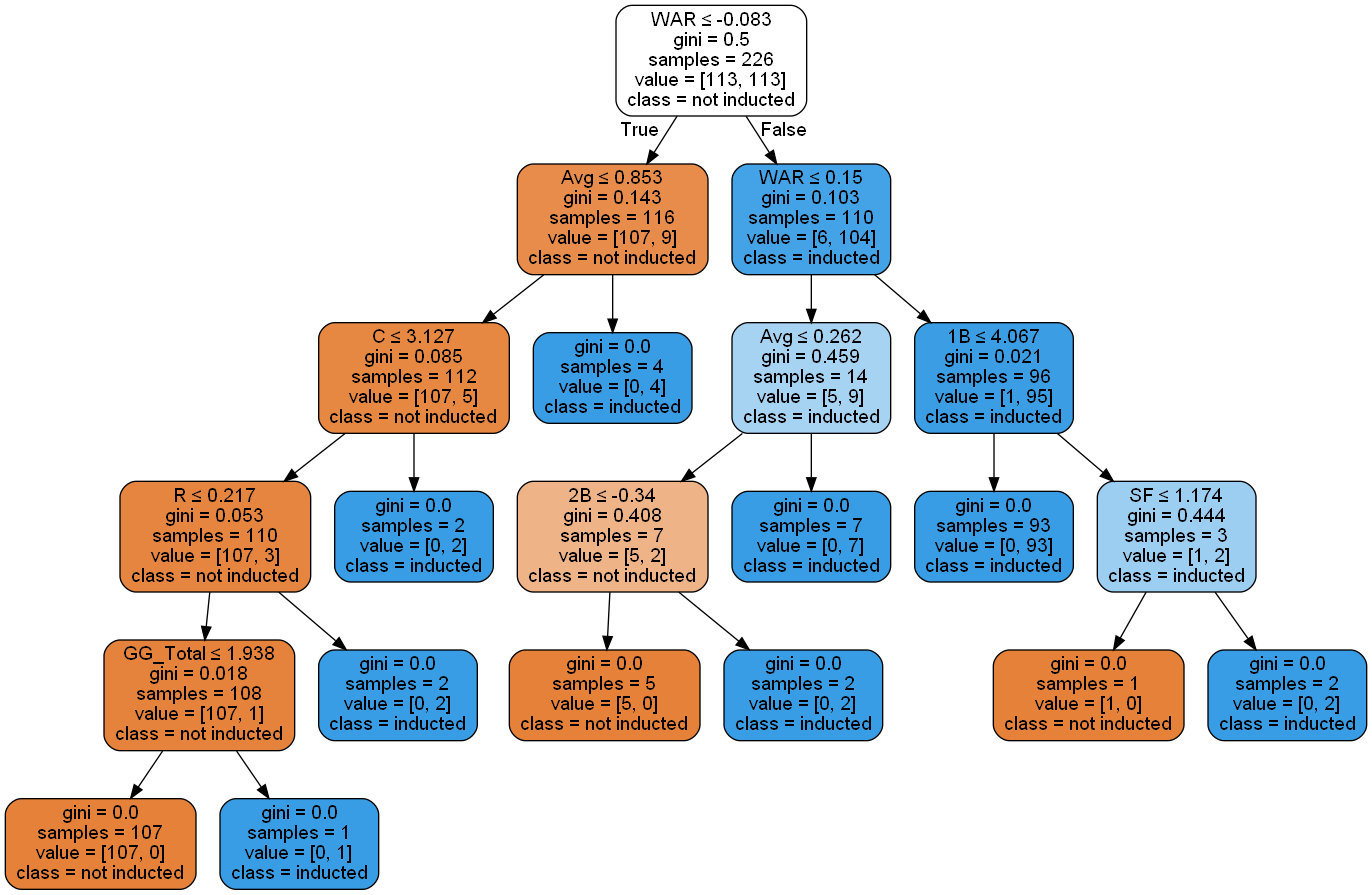 WAR ≤ -0.083
gini = 0.5
samples = 226
value = [113, 113]
class = not inducted
True
False
Avg ≤ 0.853
gini = 0.143
samples = 116
value = [107, 9]
class = not inducted
WAR ≤ 0.15
gini = 0.103
samples = 110
value = [6, 104]
class = inducted
C ≤ 3.127
gini = 0.085
samples = 112
value = [107, 5]
class = not inducted
gini = 0.0
samples = 4
value = [0, 4]
class = inducted
Avg ≤ 0.262
gini = 0.459
samples = 14
value = [5, 9]
class = inducted
1B ≤ 4.067
gini = 0.021
samples = 96
value = [1, 95]
class = inducted
R ≤ 0.217
gini = 0.053
samples = 110
value = [107, 3]
class = not inducted
gini = 0.0
samples = 2
value = [0, 2]
class = inducted
2B ≤ -0.34
gini = 0.408
samples = 7
value = [5, 2]
class = not inducted
gini = 0.0
samples = 7
value = [0, 7]
class = inducted
gini = 0.0
samples = 93
value = [0, 93]
class = inducted
SF ≤ 1.174
gini = 0.444
samples = 3
value = [1, 2]
class = inducted
GG_Total ≤ 1.938
gini = 0.018
samples = 108
value = [107, 1]
class = not inducted
gini = 0.0
samples = 2
value = [0, 2]
class = inducted
gini = 0.0
samples = 5
value = [5, 0]
class = not inducted
gini = 0.0
samples = 2
value = [0, 2]
class = inducted
gini = 0.0
samples = 1
value = [1, 0]
class = not inducted
gini = 0.0
samples = 2
value = [0, 2]
class = inducted
gini = 0.0
samples = 107
value = [107, 0]
class = not inducted
gini = 0.0
samples = 1
value = [0, 1]
class = inducted